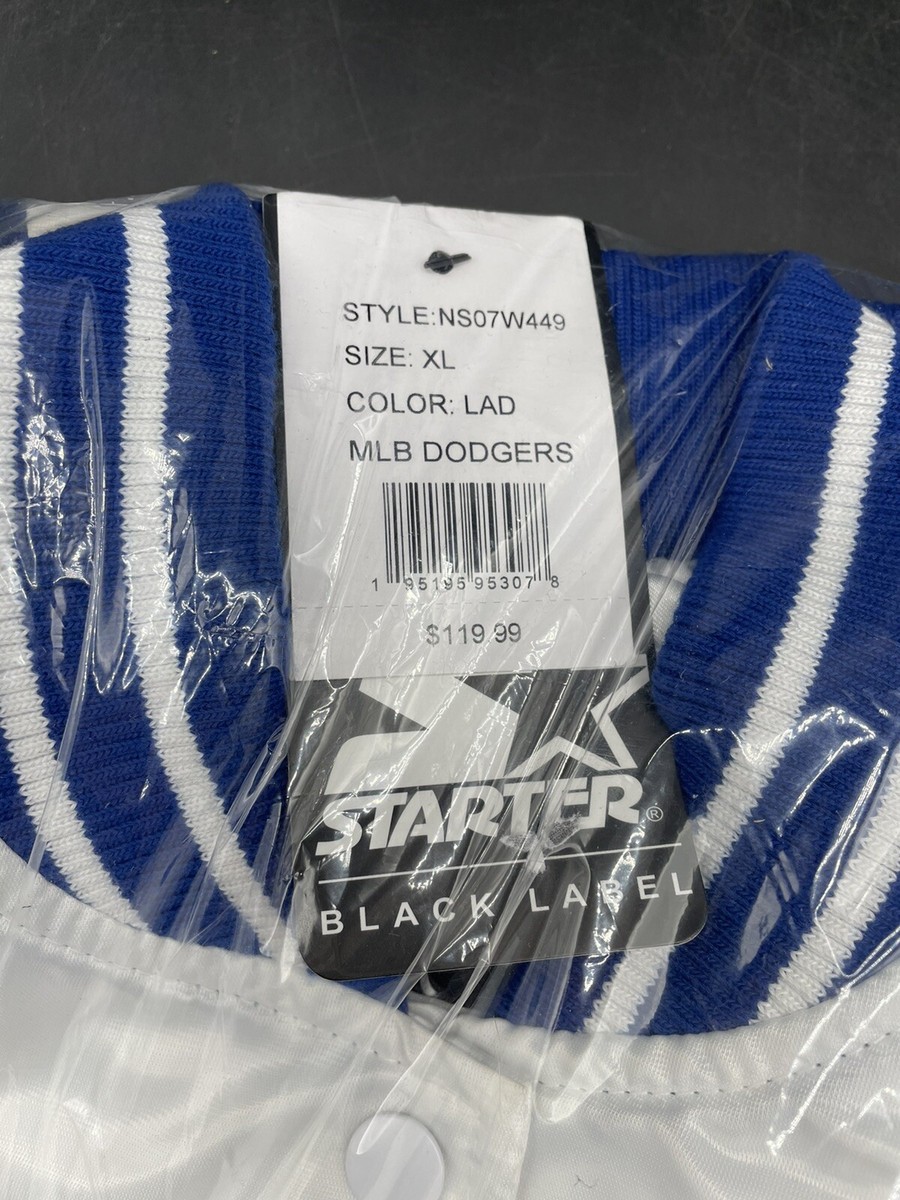 STYLE:NS07W449
SIZE: XL
COLOR: LAD
MLB DODGERS
1 95195 95307 8
$119.99
STARTER®
BLACK LABEL